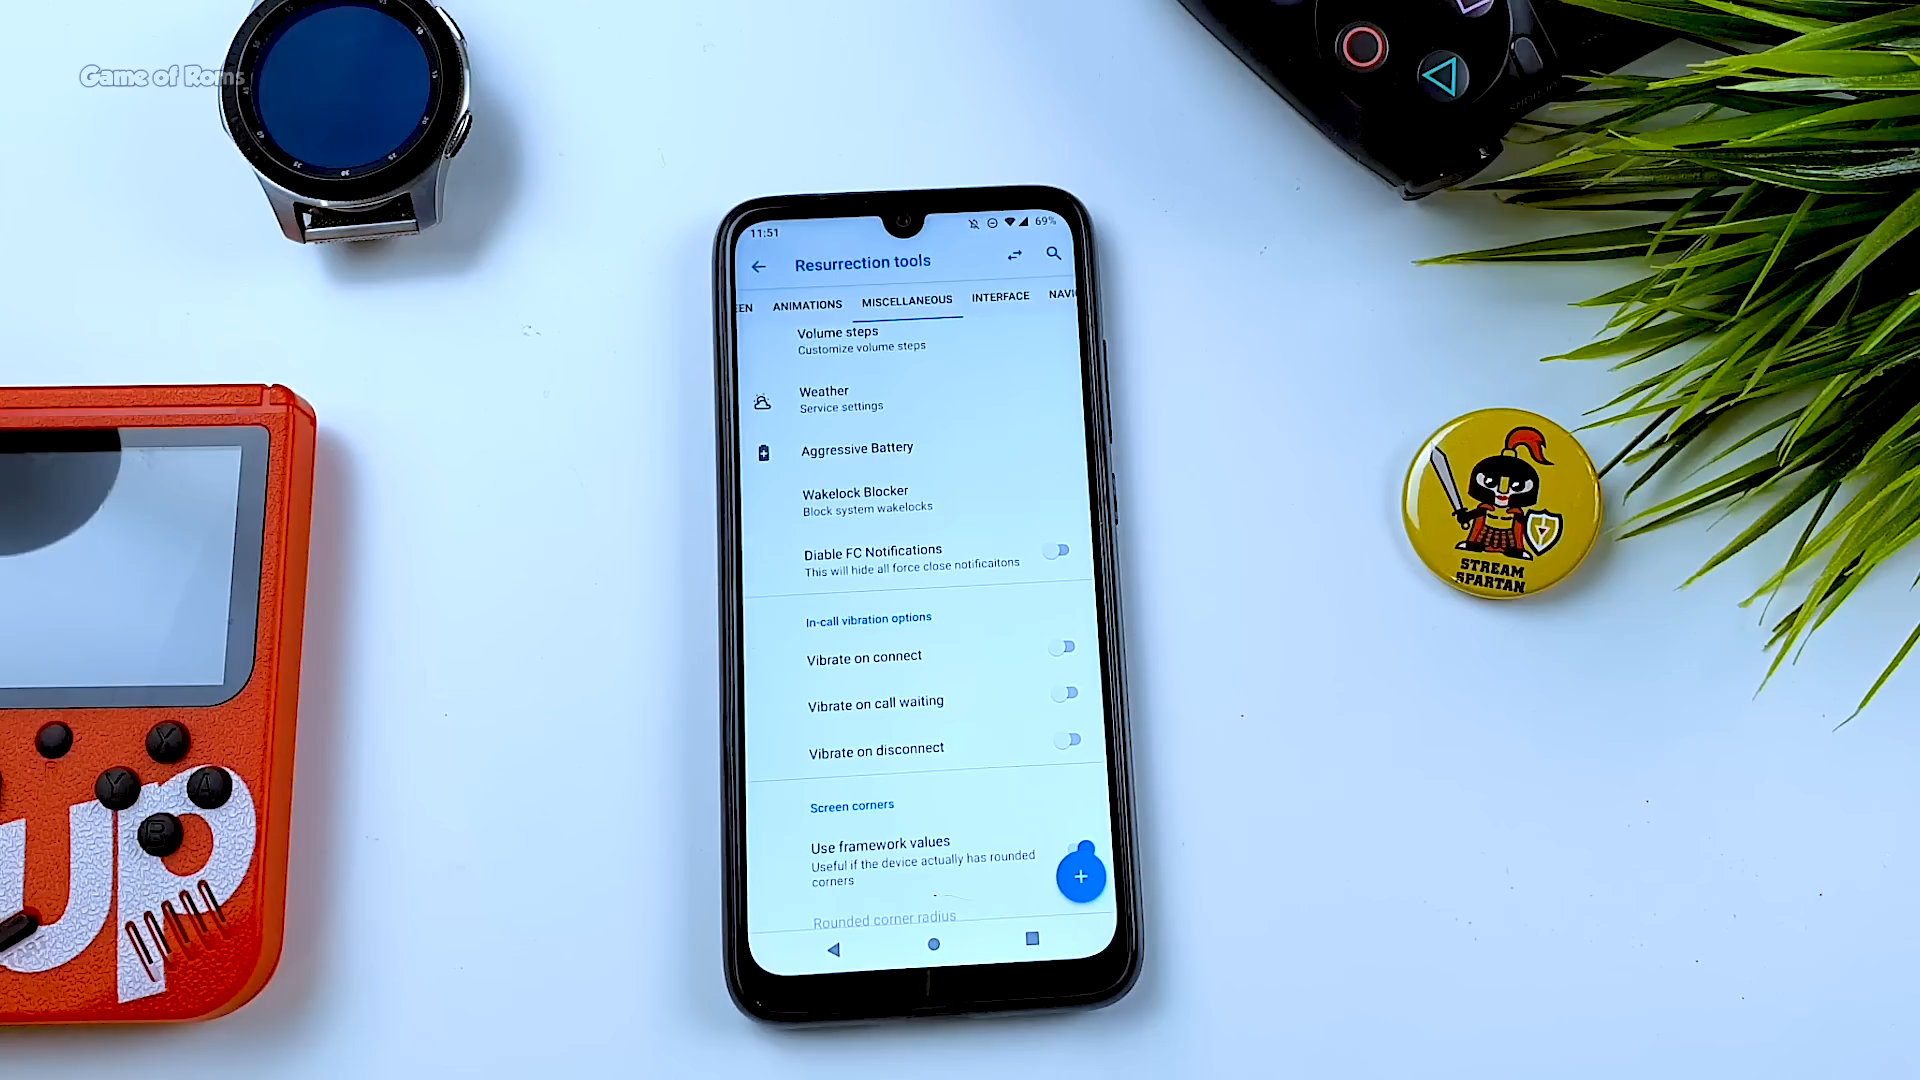 Game of Roms
11:51
69%
Resurrection tools
EEN ANIMATIONS MISCELLANEOUS INTERFACE NAVI
Volume steps
Customize volume steps
Weather
Service settings
Aggressive Battery
Wakelock Blocker
Block system wakelocks
Diable FC Notifications
This will hide all force close notificaitons
In-call vibration options
Vibrate on connect
Vibrate on call waiting
Vibrate on disconnect
Screen corners
Use framework values
Useful if the device actually has rounded
corners
Rounded corner radius
STREAM
SPARTAN
Y
Y
A
B
up